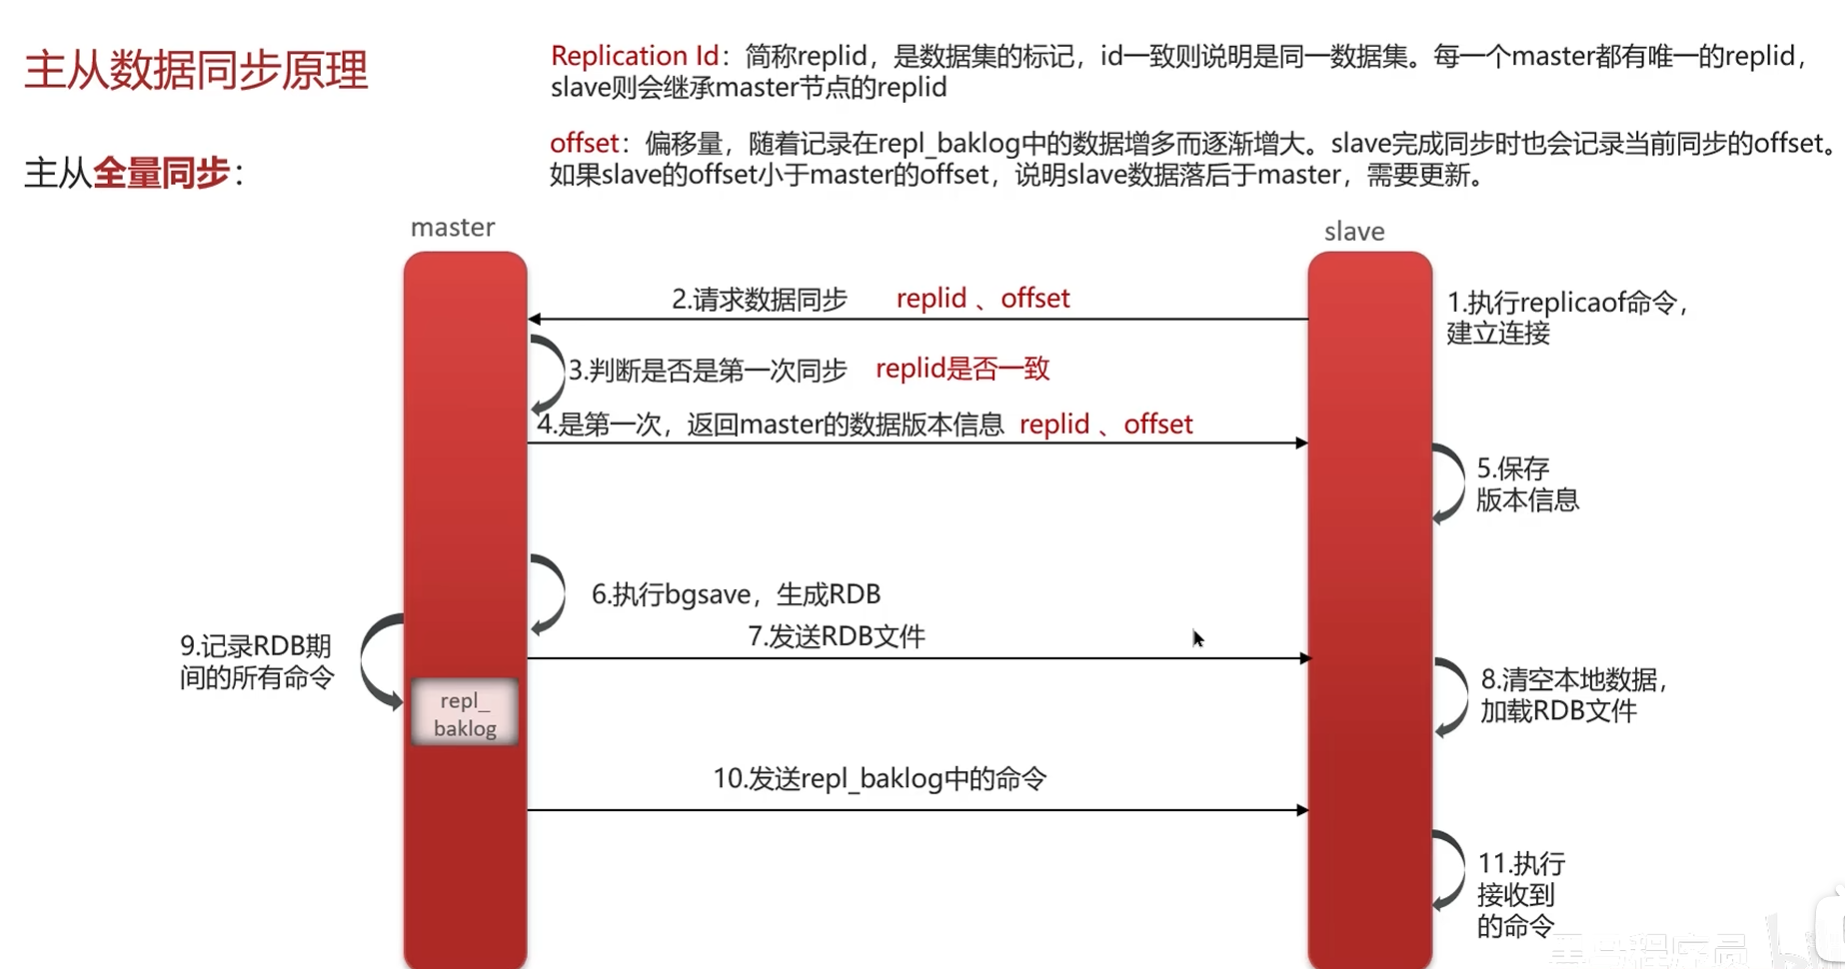 主从数据同步原理
Replication Id：简称replid，是数据集的标记，id一致则说明是同一数据集。每一个master都有唯一的replid，
slave则会继承master节点的replid
offset：偏移量，随着记录在repl_baklog中的数据增多而逐渐增大。slave完成同步时也会记录当前同步的offset。
如果slave的offset小于master的offset，说明slave数据落后于master，需要更新。
主从全量同步：
master
slave
1.执行replicaof命令，
建立连接
2.请求数据同步 replid 、offset
3.判断是否是第一次同步 replid是否一致
4.是第一次，返回master的数据版本信息 replid 、offset
5.保存
版本信息
6.执行bgsave，生成RDB
7.发送RDB文件
8.清空本地数据，
加载RDB文件
9.记录RDB期
间的所有命令
repl_
baklog
10.发送repl_baklog中的命令
11.执行
接收到
的命令